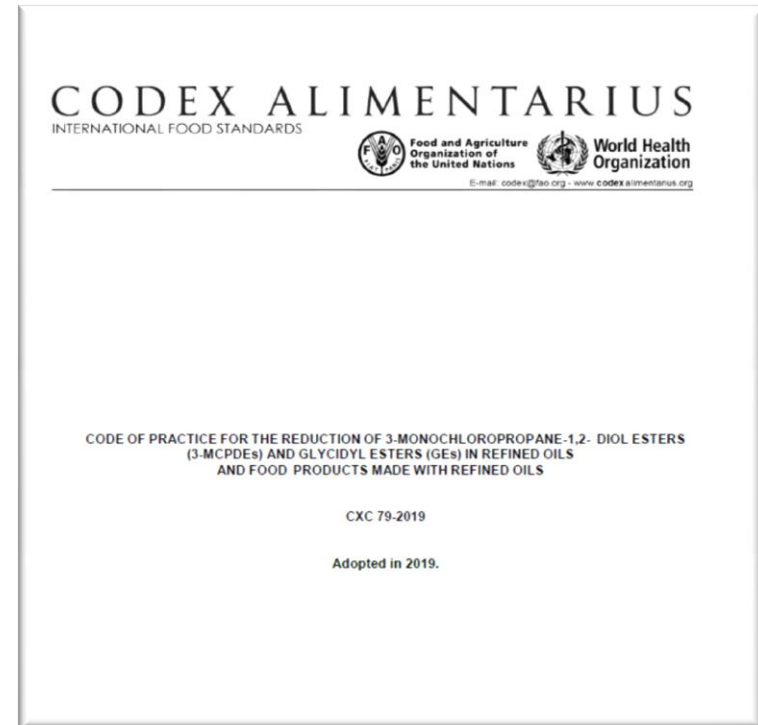 CODEX ALIMENTARIUS
INTERNATIONAL FOOD STANDARDS
FAO
FIAT PANIS
Food and Agriculture
Organization of
the United Nations
World Health
Organization
E-mail: codex@fao.org - www.codexalimentarius.org
CODE OF PRACTICE FOR THE REDUCTION OF 3-MONOCHLOROPROPANE-1,2- DIOL ESTERS
(3-MCPDEs) AND GLYCIDYL ESTERS (GEs) IN REFINED OILS
AND FOOD PRODUCTS MADE WITH REFINED OILS
CXC 79-2019
Adopted in 2019.